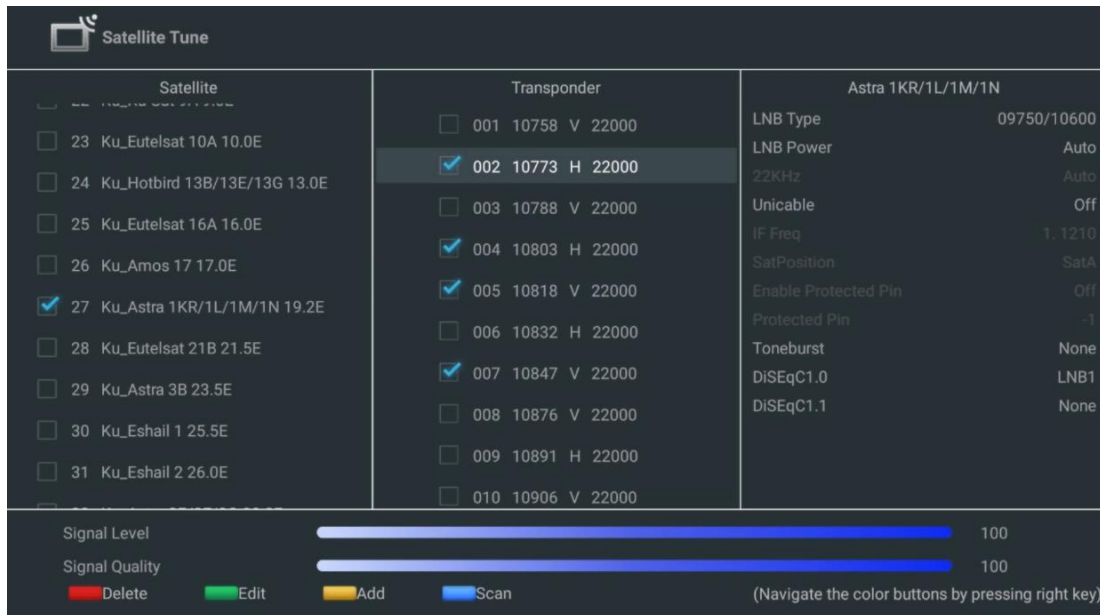 Satellite Tune
Satellite
23 Ku_Eutelsat 10A 10.0E
24 Ku_Hotbird 13B/13E/13G 13.0E
25 Ku_Eutelsat 16A 16.0E
26 Ku_Amos 17 17.0E
27 Ku_Astra 1KR/1L/1M/1N 19.2E
28 Ku_Eutelsat 21B 21.5E
29 Ku_Astra 3B 23.5E
30 Ku_Eshail 1 25.5E
31 Ku_Eshail 2 26.0E
Transponder
001 10758 V 22000
002 10773 H 22000
003 10788 V 22000
004 10803 H 22000
005 10818 V 22000
006 10832 H 22000
007 10847 V 22000
008 10876 V 22000
009 10891 H 22000
010 10906 V 22000
Astra 1KR/1L/1M/1N
LNB Type 09750/10600
LNB Power Auto
22KHz Auto
Unicable Off
IF Freq 1. 1210
SatPosition SatA
Enable Protected Pin Off
Protected Pin -1
Toneburst None
DiSEqC1.0 LNB1
DiSEqC1.1 None
Signal Level 100
Signal Quality 100
Delete Edit Add Scan (Navigate the color buttons by pressing right key)